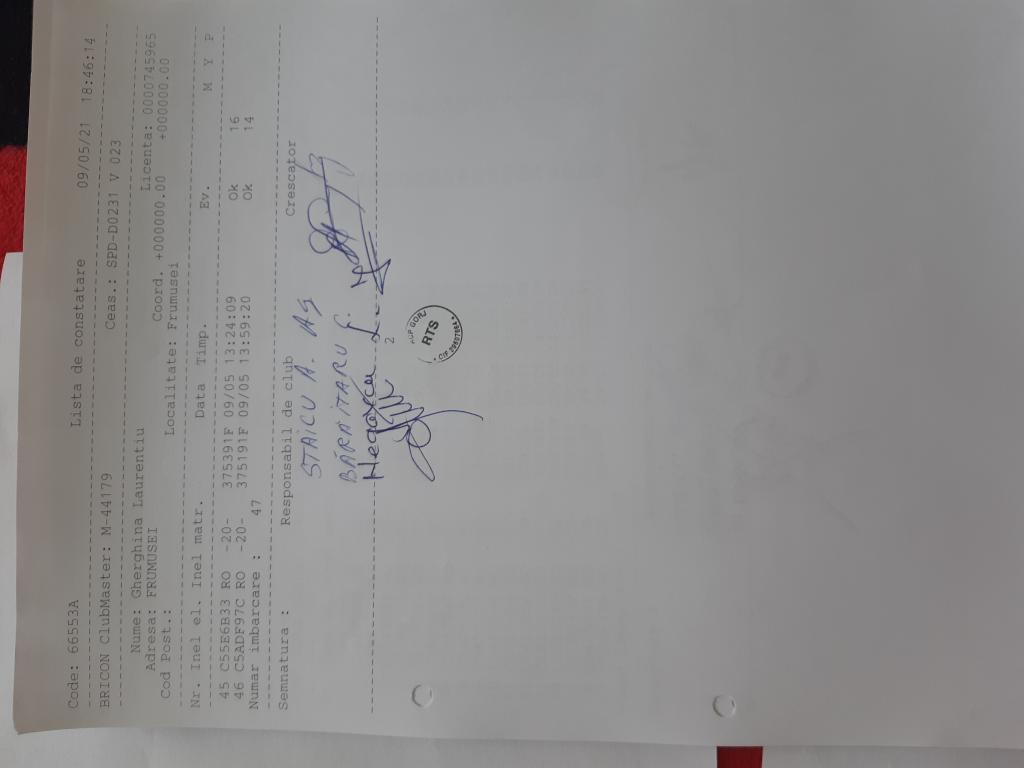 Code: 66553A Lista de constatare 09/05/21 18:46:14
BRICON ClubMaster: M-44179 Ceas.: SPD-D0231 V 023
Nume: Gherghina Laurentiu
Adresa: FRUMUSEI Licenta: 0000745965
Cod Post.: Coord. +000000.00 +000000.00
Localitate: Frumusei
Nr. Inel el. Inel matr. Data Timp. Ev. M Y P
45 C55E6B33 RO -20- 375391F 09/05 13:24:09 Ok 16
46 C5ADF97C RO -20- 375191F 09/05 13:59:20 Ok 14
Numar imbarcare : 47
Semnatura : Responsabil de club Crescator
STAICU A. AS
BĂRĂITARU G.
2
GORJ
RTS
CIF